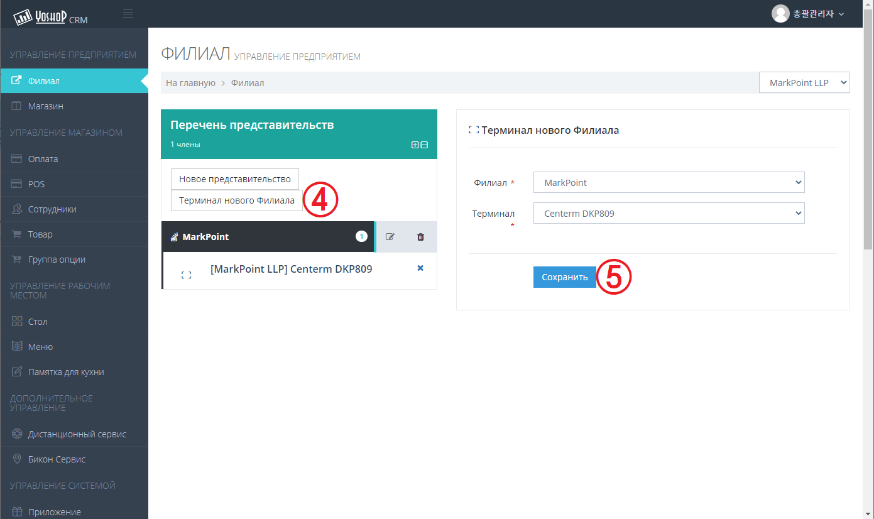 YOSHOP CRM
총괄관리자
УПРАВЛЕНИЕ ПРЕДПРИЯТИЕМ
Филиал
Магазин
УПРАВЛЕНИЕ МАГАЗИНОМ
Оплата
POS
Сотрудники
Товар
Группа опции
УПРАВЛЕНИЕ РАБОЧИМ
МЕСТОМ
Стол
Меню
Памятка для кухни
ДОПОЛНИТЕЛЬНОЕ
УПРАВЛЕНИЕ
Дистанционный сервис
Бикон Сервис
УПРАВЛЕНИЕ СИСТЕМОЙ
Приложение
ФИЛИАЛ УПРАВЛЕНИЕ ПРЕДПРИЯТИЕМ
На главную > Филиал
MarkPoint LLP
Перечень представительств
1 члены
Новое представительство
Терминал нового Филиала
④
MarkPoint 1
[MarkPoint LLP] Centerm DKP809
Терминал нового Филиала
Филиал * MarkPoint
Терминал * Centerm DKP809
Сохранить
⑤